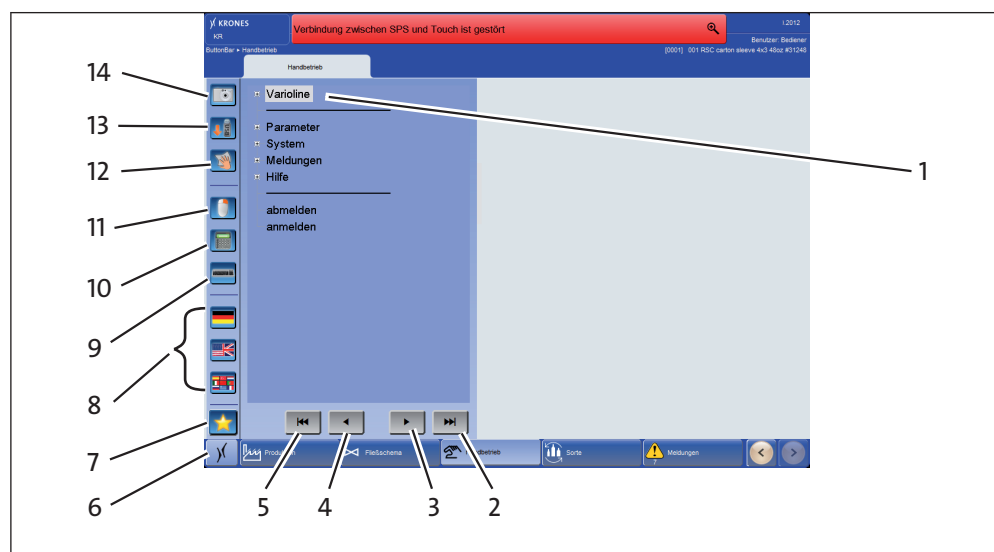 KRONES
KR
Verbindung zwischen SPS und Touch ist gestört
i.2012
Benutzer: Bediener
ButtonBar ▸ Handbetrieb
[0001] 001 RSC carton sleeve 4x3 48oz #31248
Handbetrieb
14
Varioline
13
Parameter
System
12
Meldungen
1
Hilfe
abmelden
11
anmelden
10
9
8
7
Fließschema
Sorte
Meldungen
7
6
5
4
3
2